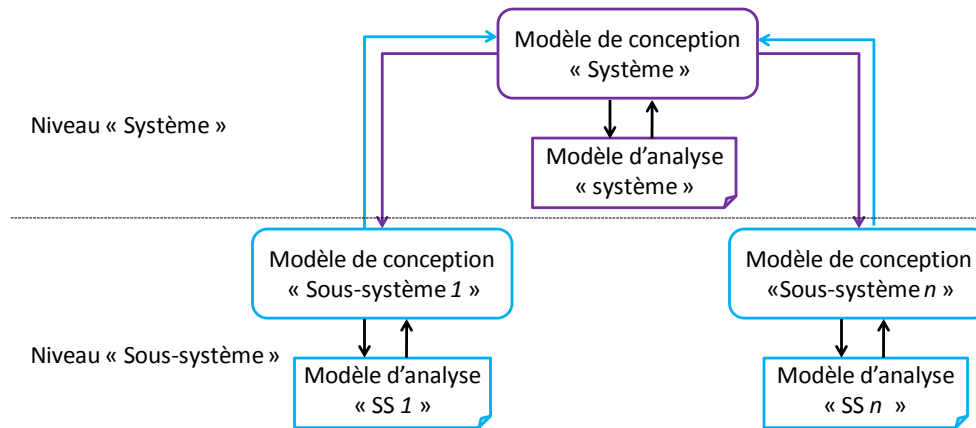 Modèle de conception
« Système »
Niveau « Système »
Modèle d'analyse
« système »
Modèle de conception
« Sous-système 1 »
Modèle de conception
«Sous-système n »
Niveau « Sous-système »
Modèle d'analyse
« SS 1 »
Modèle d'analyse
« SS n »